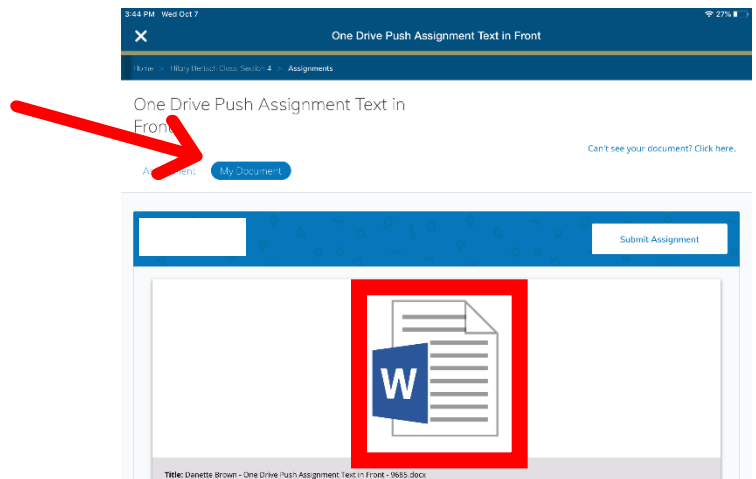 3:44 PM Wed Oct 7
27%
One Drive Push Assignment Text in Front
Home > Hilary Bertsch Class Section 4 > Assignments
One Drive Push Assignment Text in
Front
Can't see your document? Click here.
Assignment My Document
Submit Assignment
W
Title: Danette Brown - One Drive Push Assignment Text in Front - 9685.docx